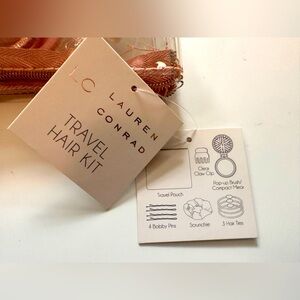 LC
LAUREN
CONRAD
TRAVEL
HAIR KIT
Clear
Claw Clip
Pop-up Brush/
Compact Mirror
Travel Pouch
4 Bobby Pins
Scrunchie
3 Hair Ties